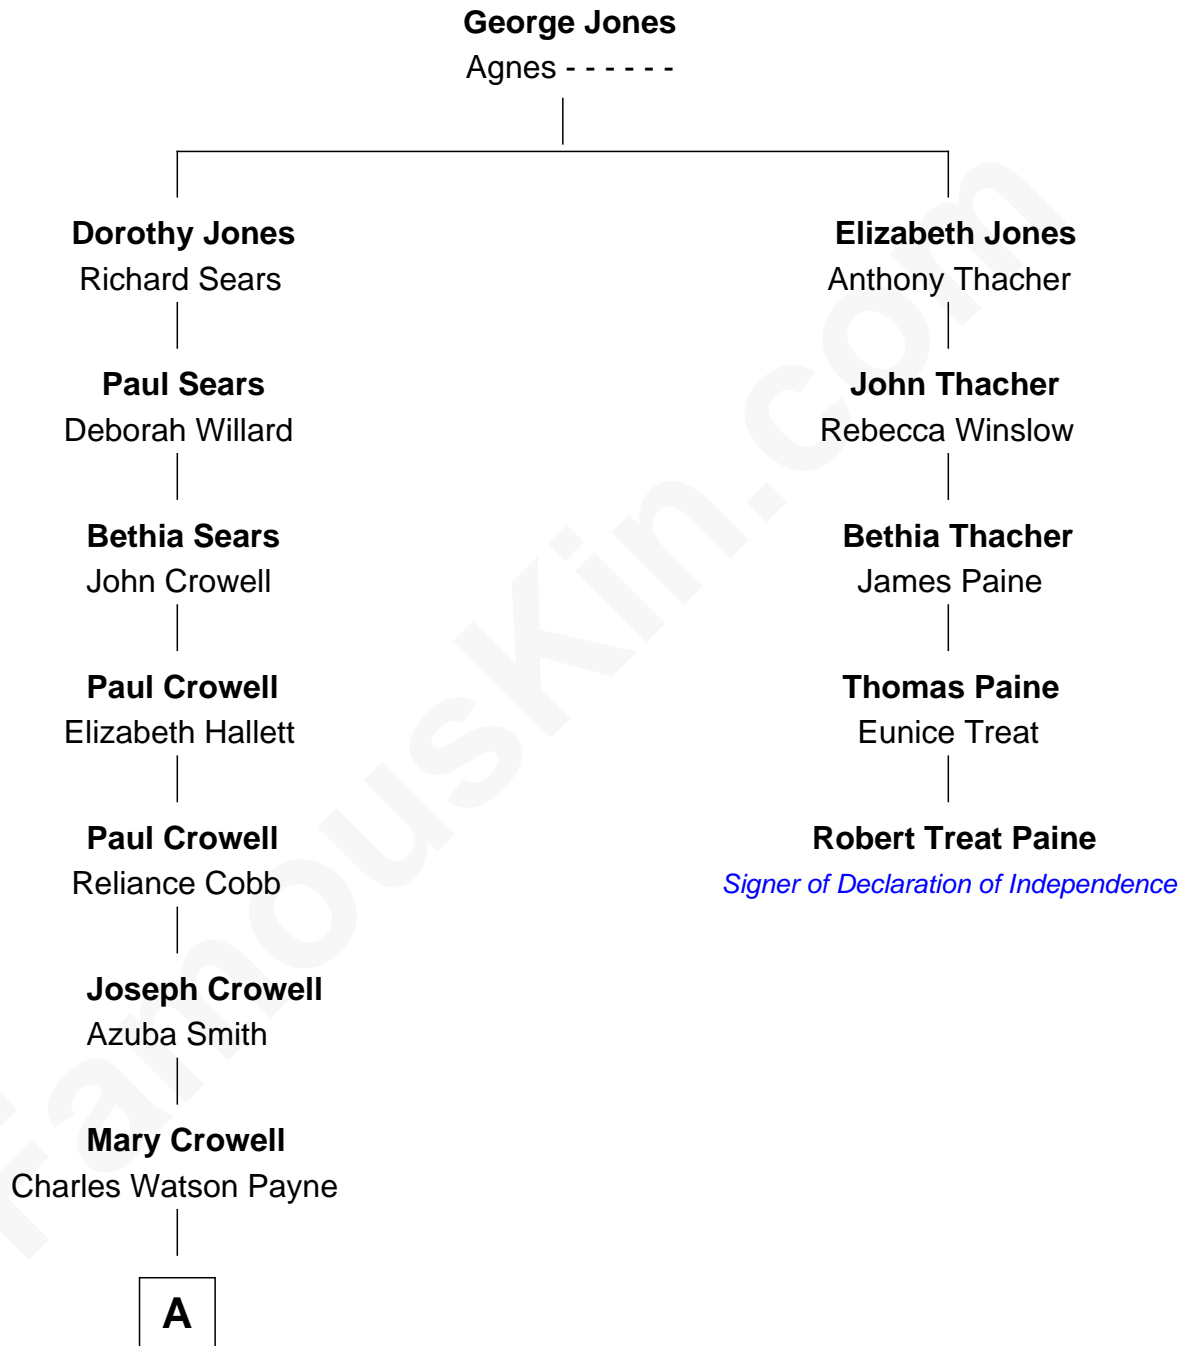 George Jones
Agnes - - - - - -
Dorothy Jones
Richard Sears
Elizabeth Jones
Anthony Thacher
Paul Sears
Deborah Willard
John Thacher
Rebecca Winslow
Bethia Sears
John Crowell
Bethia Thacher
James Paine
Paul Crowell
Elizabeth Hallett
Thomas Paine
Eunice Treat
Paul Crowell
Reliance Cobb
Robert Treat Paine
Signer of Declaration of Independence
Joseph Crowell
Azuba Smith
Mary Crowell
Charles Watson Payne
A
FamousKin.com